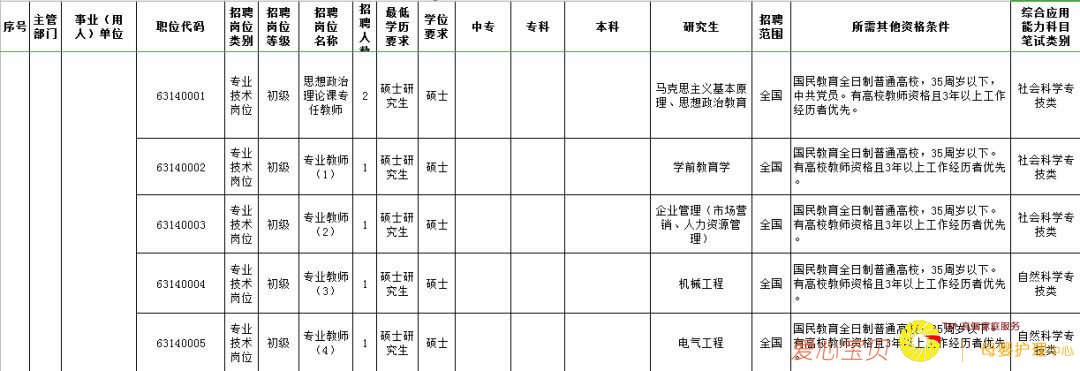 序号 主管部门 事业（用人）单位 职位代码 招聘岗位类别 招聘岗位等级 招聘岗位名称 招聘人数 最低学历要求 学位要求 中专 专科 本科 研究生 招聘范围 所需其他资格条件 综合应用能力科目笔试类别
63140001 专业技术岗位 初级 思想政治理论课专任教师 2 硕士研究生 硕士 马克思主义基本原理、思想政治教育 全国 国民教育全日制普通高校，35周岁以下，中共党员。有高校教师资格且3年以上工作经历者优先。 社会科学专技类
63140002 专业技术岗位 初级 专业教师（1） 1 硕士研究生 硕士 学前教育学 全国 国民教育全日制普通高校，35周岁以下。有高校教师资格且3年以上工作经历者优先。 社会科学专技类
63140003 专业技术岗位 初级 专业教师（2） 1 硕士研究生 硕士 企业管理（市场营销、人力资源管理） 全国 国民教育全日制普通高校，35周岁以下。有高校教师资格且3年以上工作经历者优先。 社会科学专技类
63140004 专业技术岗位 初级 专业教师（3） 1 硕士研究生 硕士 机械工程 全国 国民教育全日制普通高校，35周岁以下。有高校教师资格且3年以上工作经历者优先。 自然科学专技类
63140005 专业技术岗位 初级 专业教师（4） 1 硕士研究生 硕士 电气工程 全国 国民教育全日制普通高校，35周岁以下。有高校教师资格且3年以上工作经历者优先。 自然科学专技类
爱心宝贝 高端家庭服务
母婴护理中心